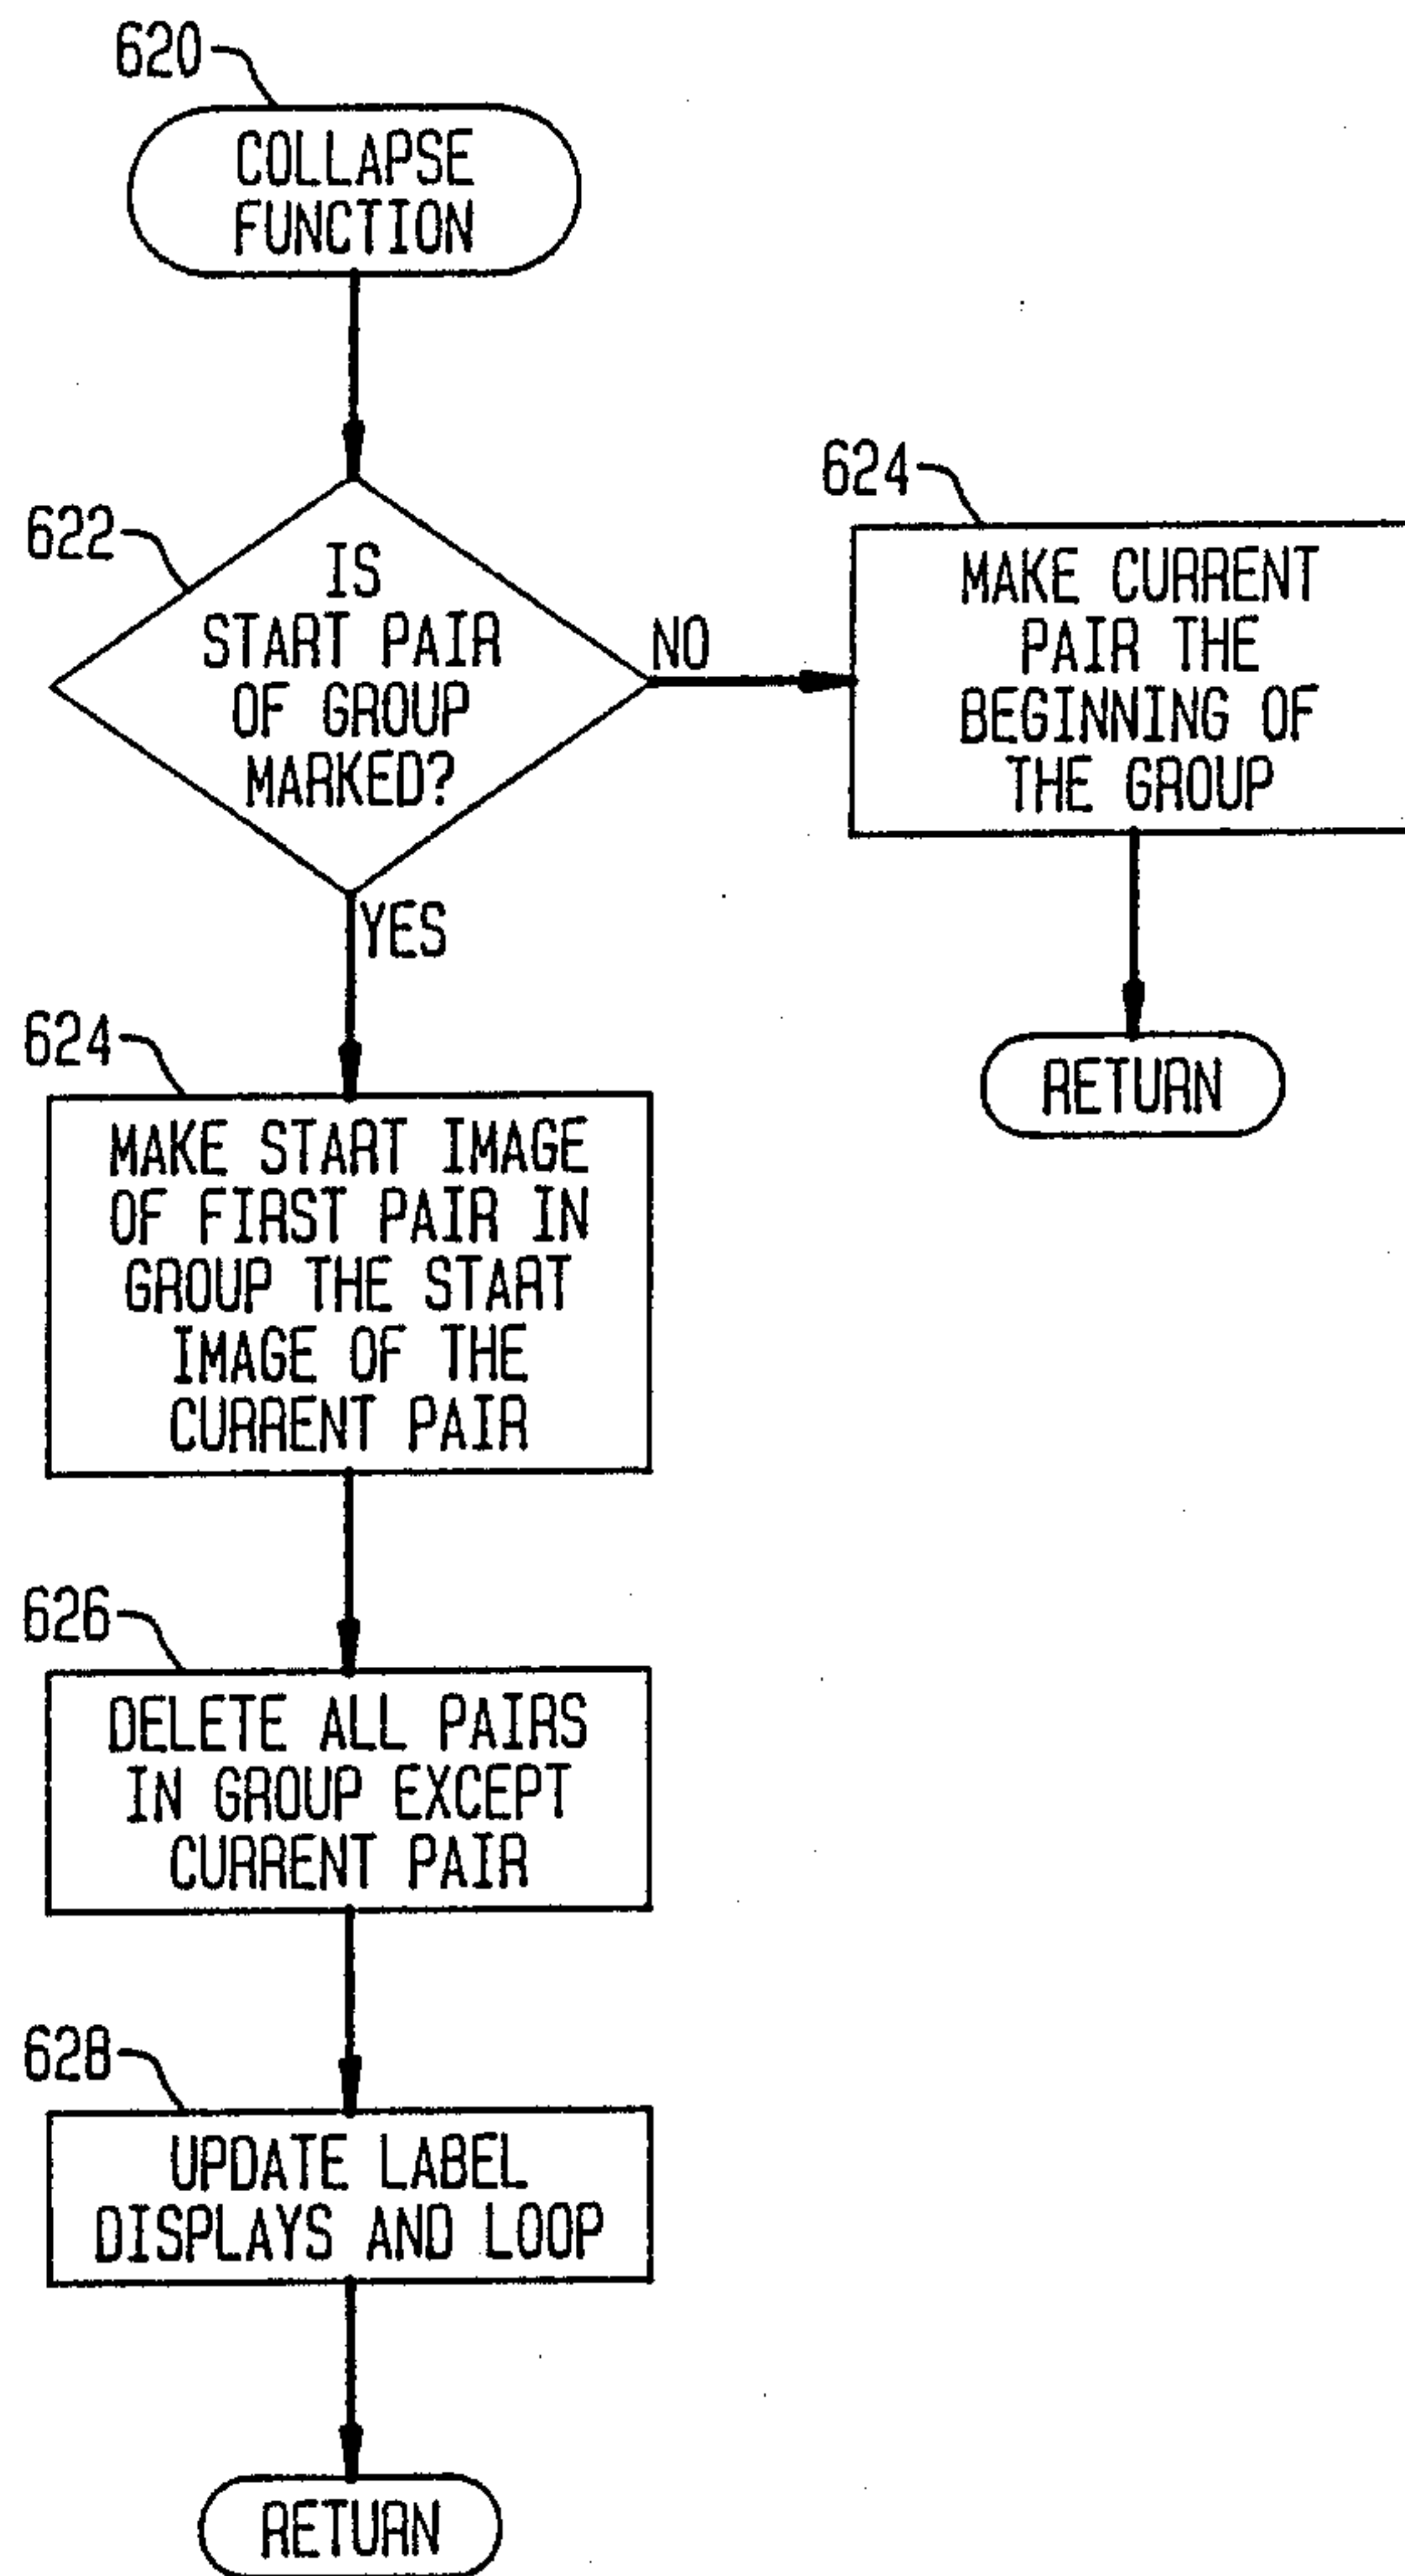 620
COLLAPSE
FUNCTION
622
IS
START PAIR
OF GROUP
MARKED?
NO
624
MAKE CURRENT
PAIR THE
BEGINNING OF
THE GROUP
RETURN
YES
624
MAKE START IMAGE
OF FIRST PAIR IN
GROUP THE START
IMAGE OF THE
CURRENT PAIR
626
DELETE ALL PAIRS
IN GROUP EXCEPT
CURRENT PAIR
628
UPDATE LABEL
DISPLAYS AND LOOP
RETURN